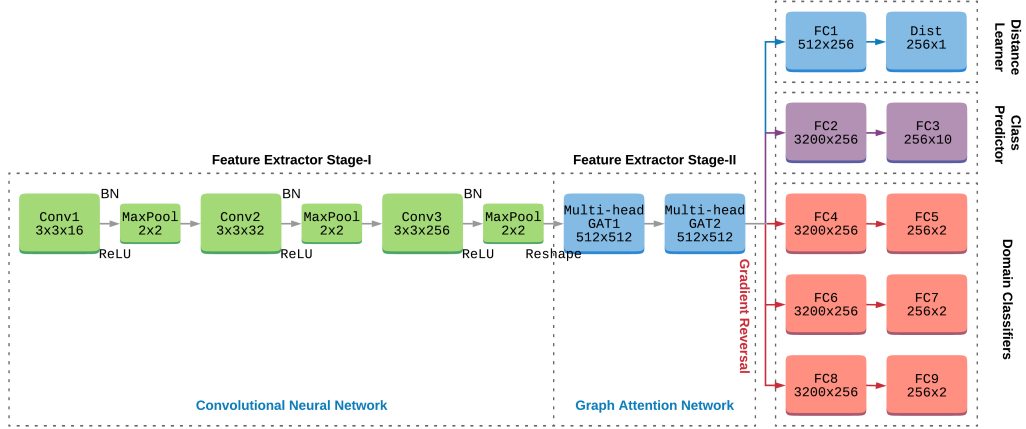 Feature Extractor Stage-I
BN
Conv1
3x3x16
ReLU
MaxPool
2x2
BN
Conv2
3x3x32
ReLU
MaxPool
2x2
BN
Conv3
3x3x256
ReLU
MaxPool
2x2
Reshape
Convolutional Neural Network
Feature Extractor Stage-II
Multi-head
GAT1
512x512
Multi-head
GAT2
512x512
Graph Attention Network
Gradient Reversal
FC1
512x256
Dist
256x1
Distance
Learner
FC2
3200x256
FC3
256x10
Class
Predictor
FC4
3200x256
FC5
256x2
FC6
3200x256
FC7
256x2
FC8
3200x256
FC9
256x2
Domain Classifiers